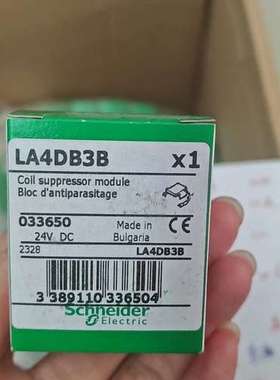 LA4DB3B x1
Coil suppressor module
Bloc d'antiparasitage
033650 Made in
24V DC Bulgaria
2328 LA4DB3B
3 389110 336504
Schneider
Electric